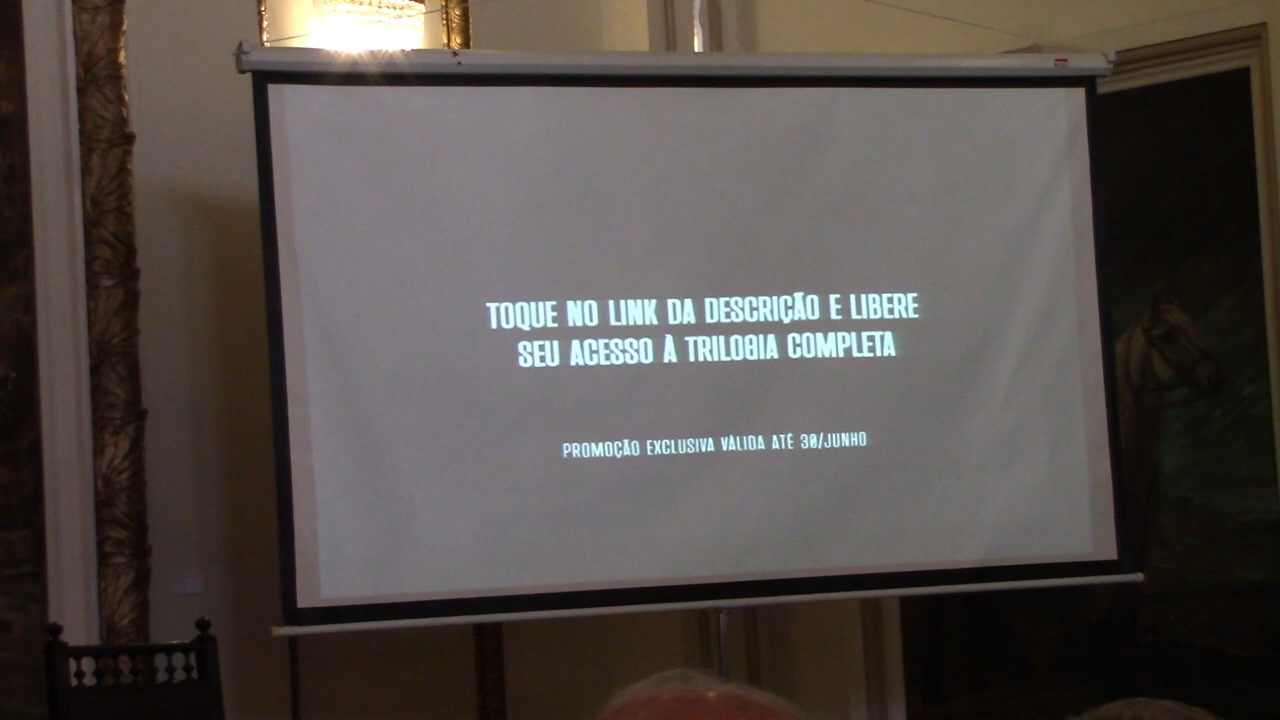 TOQUE NO LINK DA DESCRIÇÃO E LIBERE
SEU ACESSO À TRILOGIA COMPLETA
PROMOÇÃO EXCLUSIVA VÁLIDA ATÉ 30/JUNHO